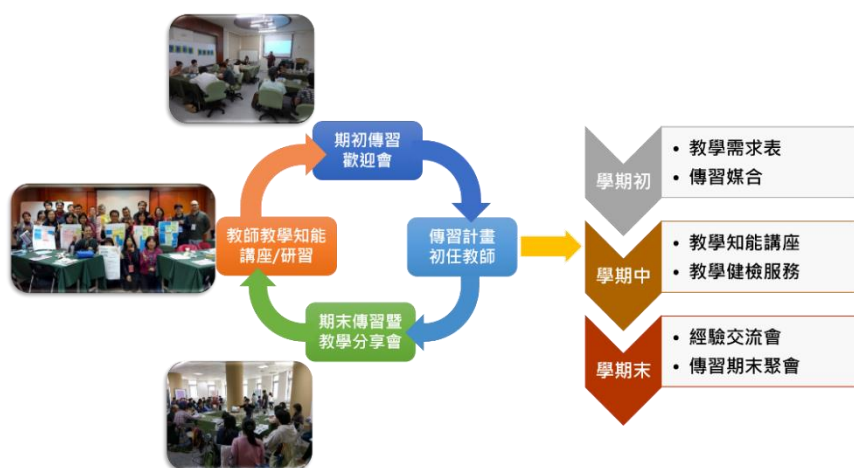 期初傳習
歡迎會
傳習計畫
初任教師
期末傳習暨
教學分享會
教師教學知能
講座/研習
學期初
• 教學需求表
• 傳習媒合
學期中
• 教學知能講座
• 教學健檢服務
學期末
• 經驗交流會
• 傳習期末聚會